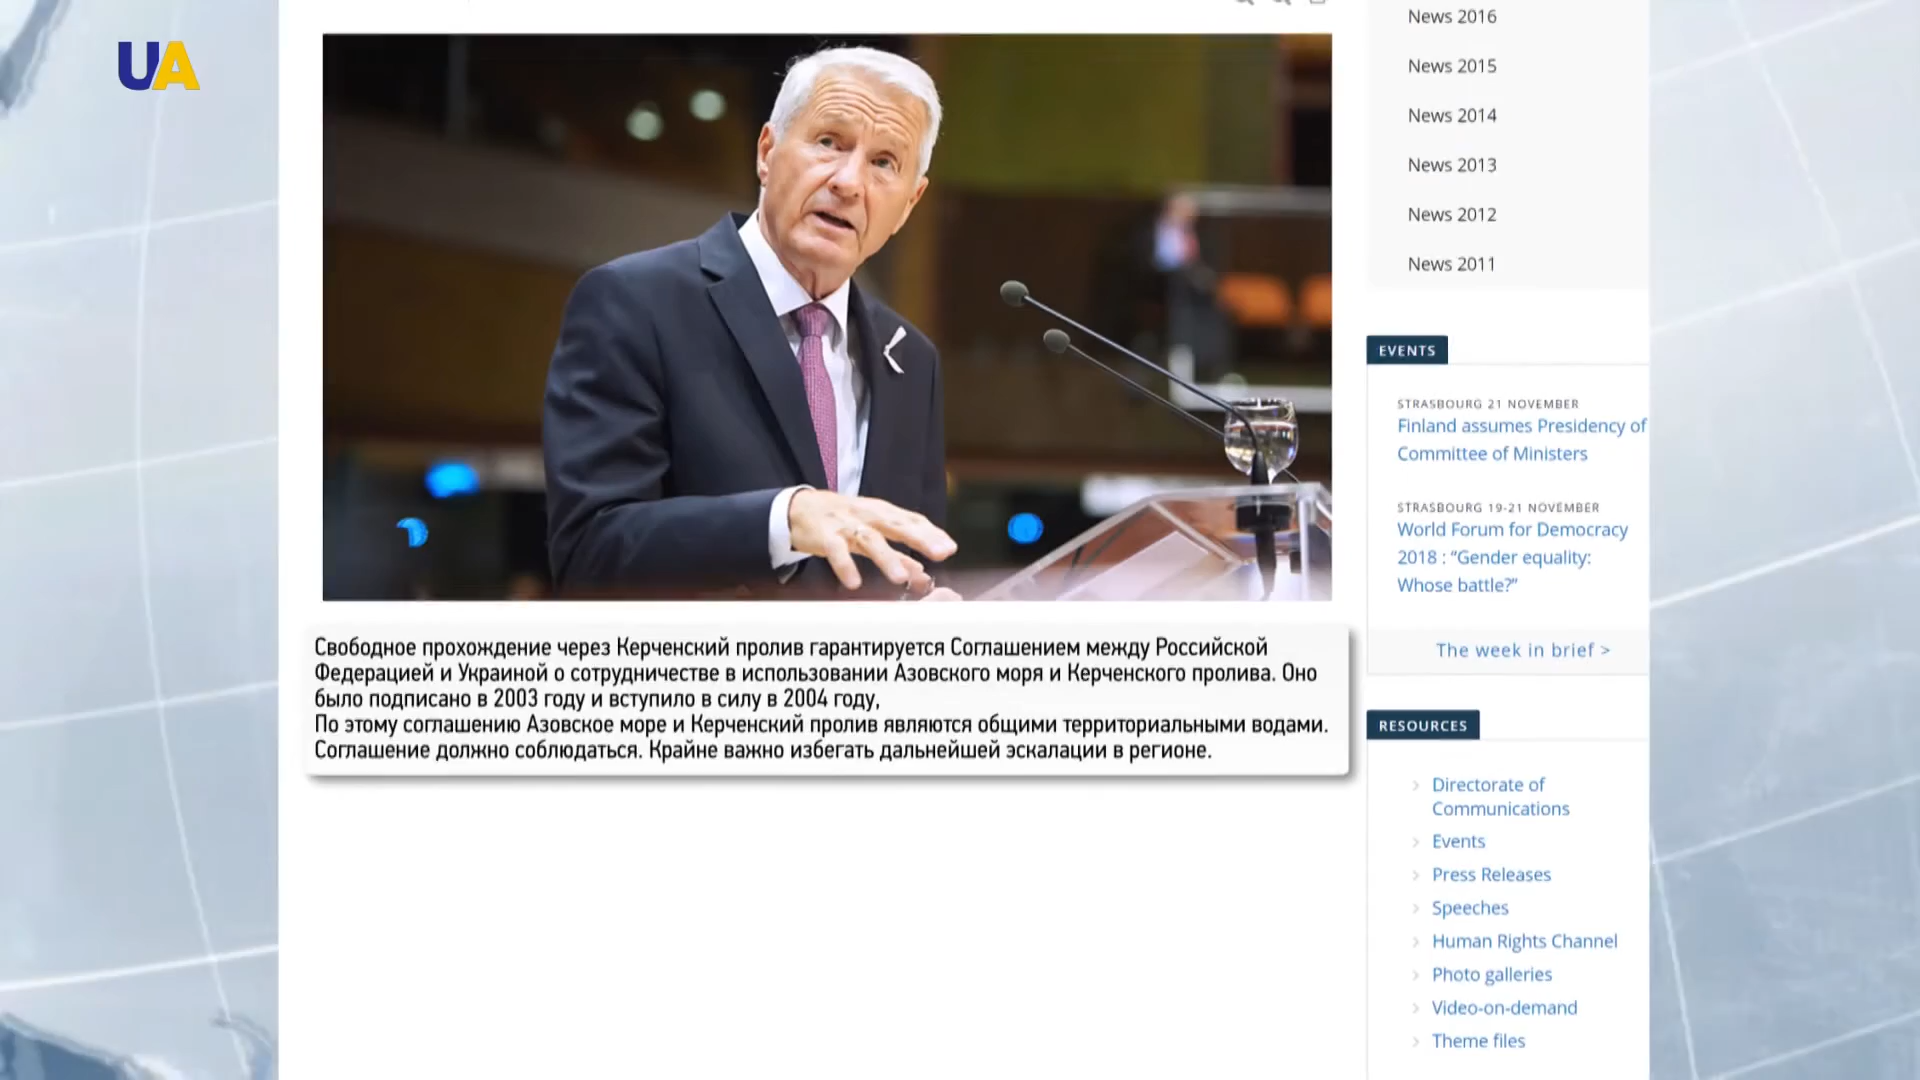 UA
News 2016
News 2015
News 2014
News 2013
News 2012
News 2011
EVENTS
STRASBOURG 21 NOVEMBER
Finland assumes Presidency of
Committee of Ministers
STRASBOURG 19-21 NOVEMBER
World Forum for Democracy
2018 : “Gender equality:
Whose battle?”
The week in brief >
Свободное прохождение через Керченский пролив гарантируется Соглашением между Российской
Федерацией и Украиной о сотрудничестве в использовании Азовского моря и Керченского пролива. Оно
было подписано в 2003 году и вступило в силу в 2004 году,
По этому соглашению Азовское море и Керченский пролив являются общими территориальными водами.
Соглашение должно соблюдаться. Крайне важно избегать дальнейшей эскалации в регионе.
RESOURCES
Directorate of
Communications
Events
Press Releases
Speeches
Human Rights Channel
Photo galleries
Video-on-demand
Theme files